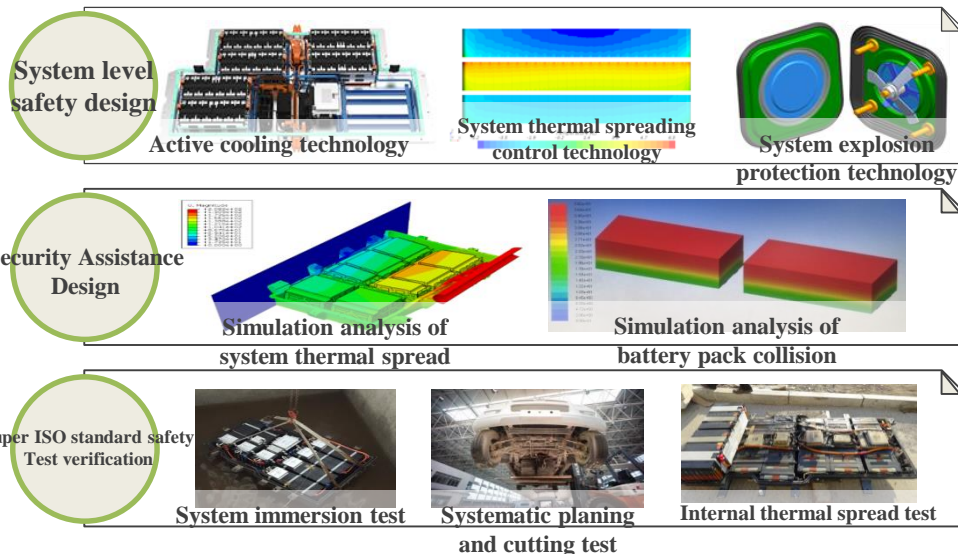 System level
safety design
Active cooling technology
System thermal spreading
control technology
System explosion
protection technology
ecurity Assistance
Design
Simulation analysis of
system thermal spread
Simulation analysis of
battery pack collision
uper ISO standard safety
Test verification
System immersion test
Systematic planing
and cutting test
Internal thermal spread test